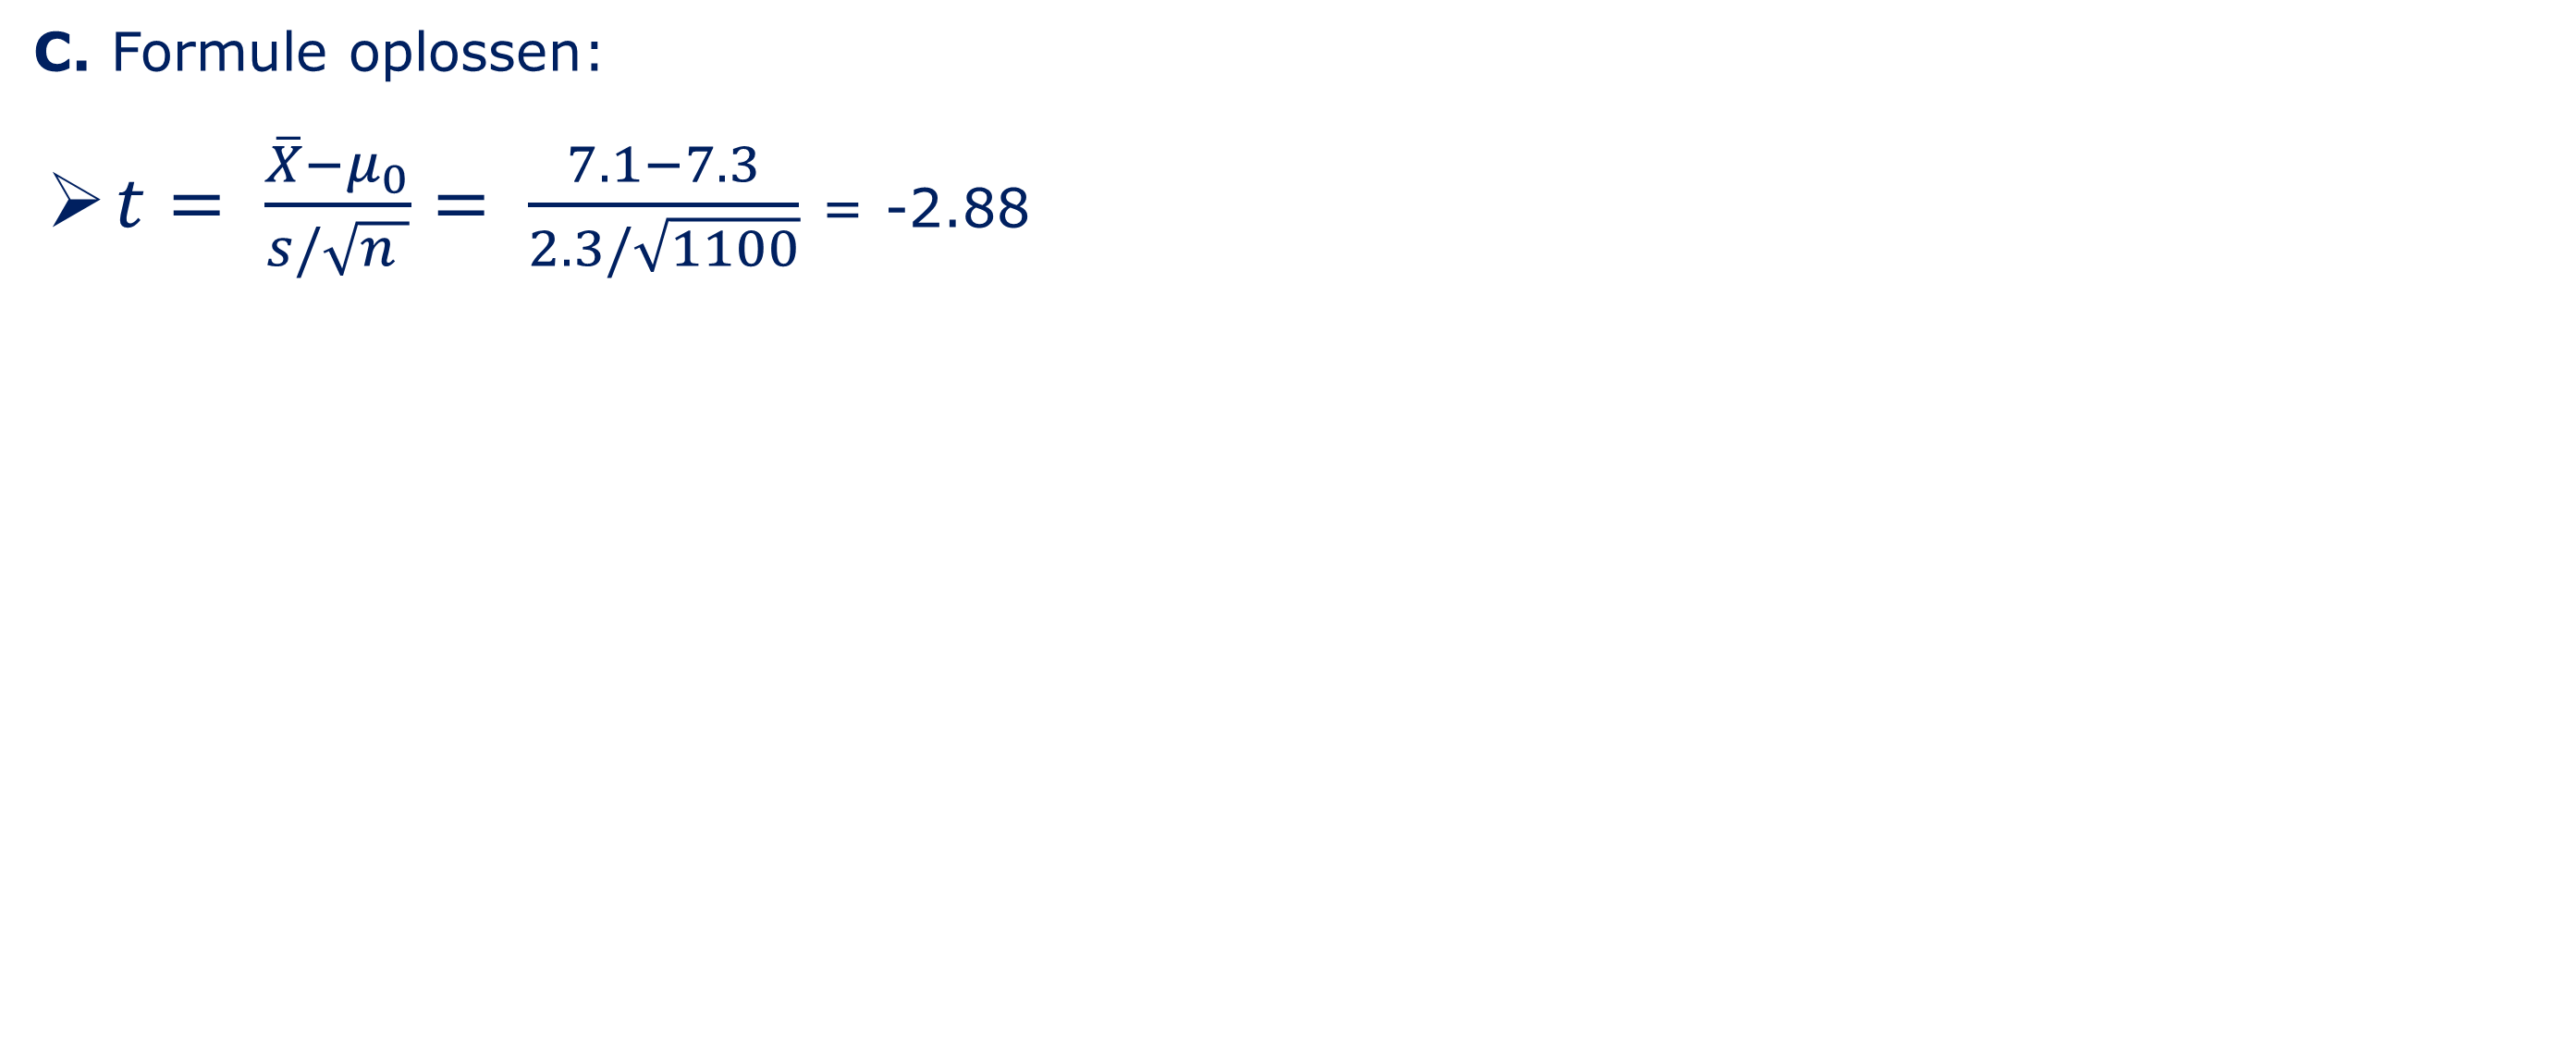 C. Formule oplossen:
➢ t = (X̄−μ₀)/(s/√n) = (7.1−7.3)/(2.3/√1100) = -2.88